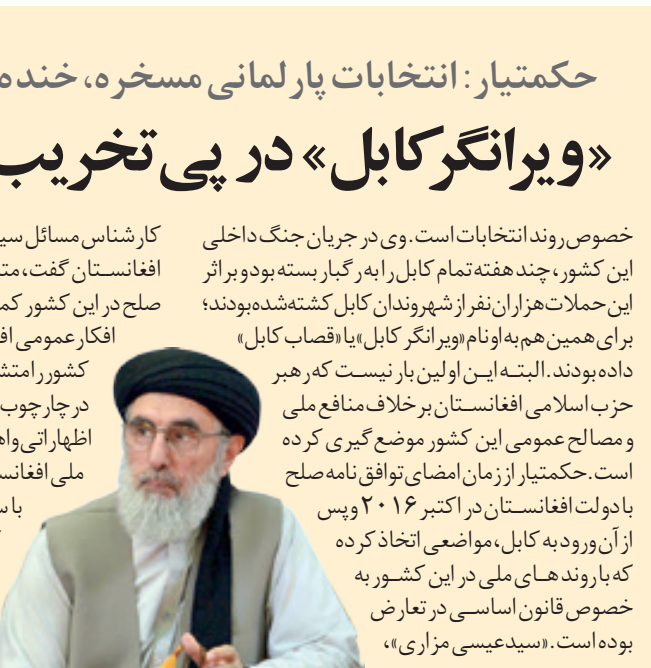 حکمتیار: انتخابات پارلمانی مسخره، خنده
«ویرانگر کابل» در پی تخریب
خصوص روند انتخابات است. وی در جریان جنگ داخلی
این کشور، چند هفته تمام کابل را به رگبار بسته بود و بر اثر
این حملات هزاران نفر از شهروندان کابل کشته شده بودند؛
برای همین هم به او نام «ویرانگر کابل» یا «قصاب کابل»
داده بودند. البته این اولین بار نیست که رهبر
حزب اسلامی افغانستان برخلاف منافع ملی
و مصالح عمومی این کشور موضع گیری کرده
است. حکمتیار از زمان امضای توافق نامه صلح
با دولت افغانستان در اکتبر ۲۰۱۶ و پس
از آن ورود به کابل، مواضعی اتخاذ کرده
که با روندهای ملی در این کشور به
خصوص قانون اساسی در تعارض
بوده است. «سیدعیسی مزاری»،
کارشناس مسائل سی
افغانستان گفت، مت
صلح در این کشور کم
افکار عمومی اف
کشور را متش
در چارچوب
اظهاراتی واه
ملی افغانس
با س